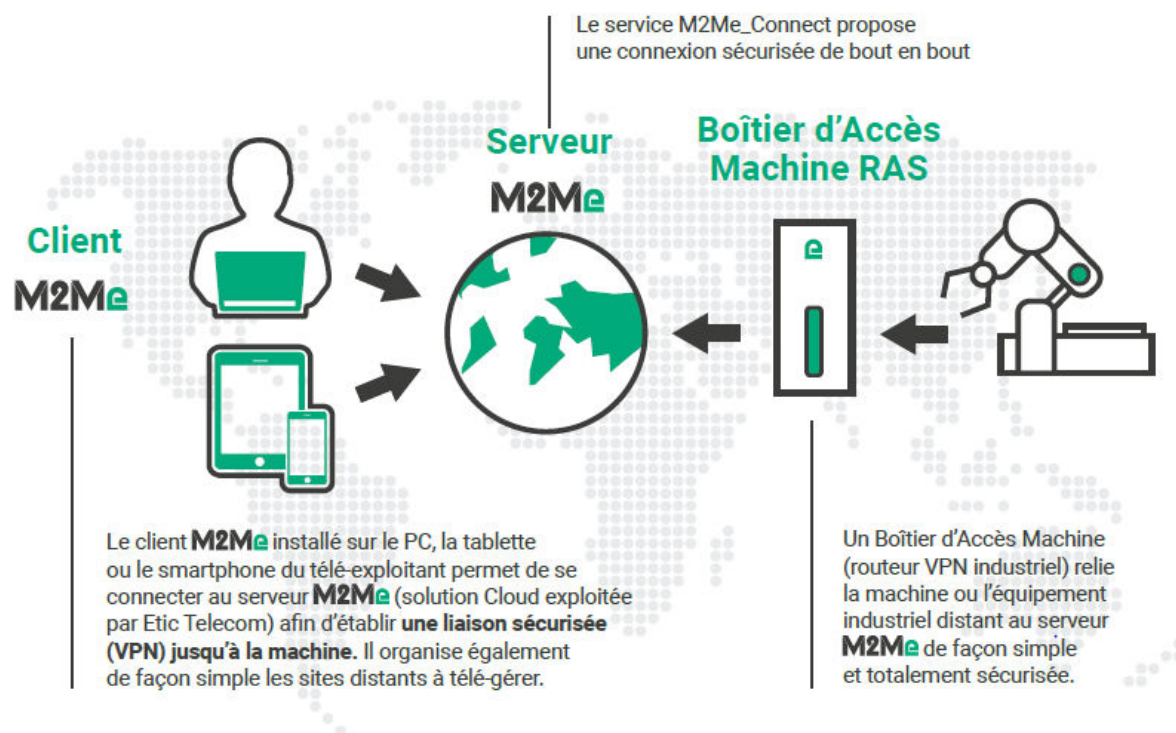 Le service M2Me_Connect propose
une connexion sécurisée de bout en bout
Serveur
M2Me
Boîtier d'Accès
Machine RAS
e
Client
M2Me
Le client M2Me installé sur le PC, la tablette
ou le smartphone du télé-exploitant permet de se
connecter au serveur M2Me (solution Cloud exploitée
par Etic Telecom) afin d'établir une liaison sécurisée
(VPN) jusqu'à la machine. Il organise également
de façon simple les sites distants à télé-gérer.
Un Boîtier d'Accès Machine
(routeur VPN industriel) relie
la machine ou l'équipement
industriel distant au serveur
M2Me de façon simple
et totalement sécurisée.